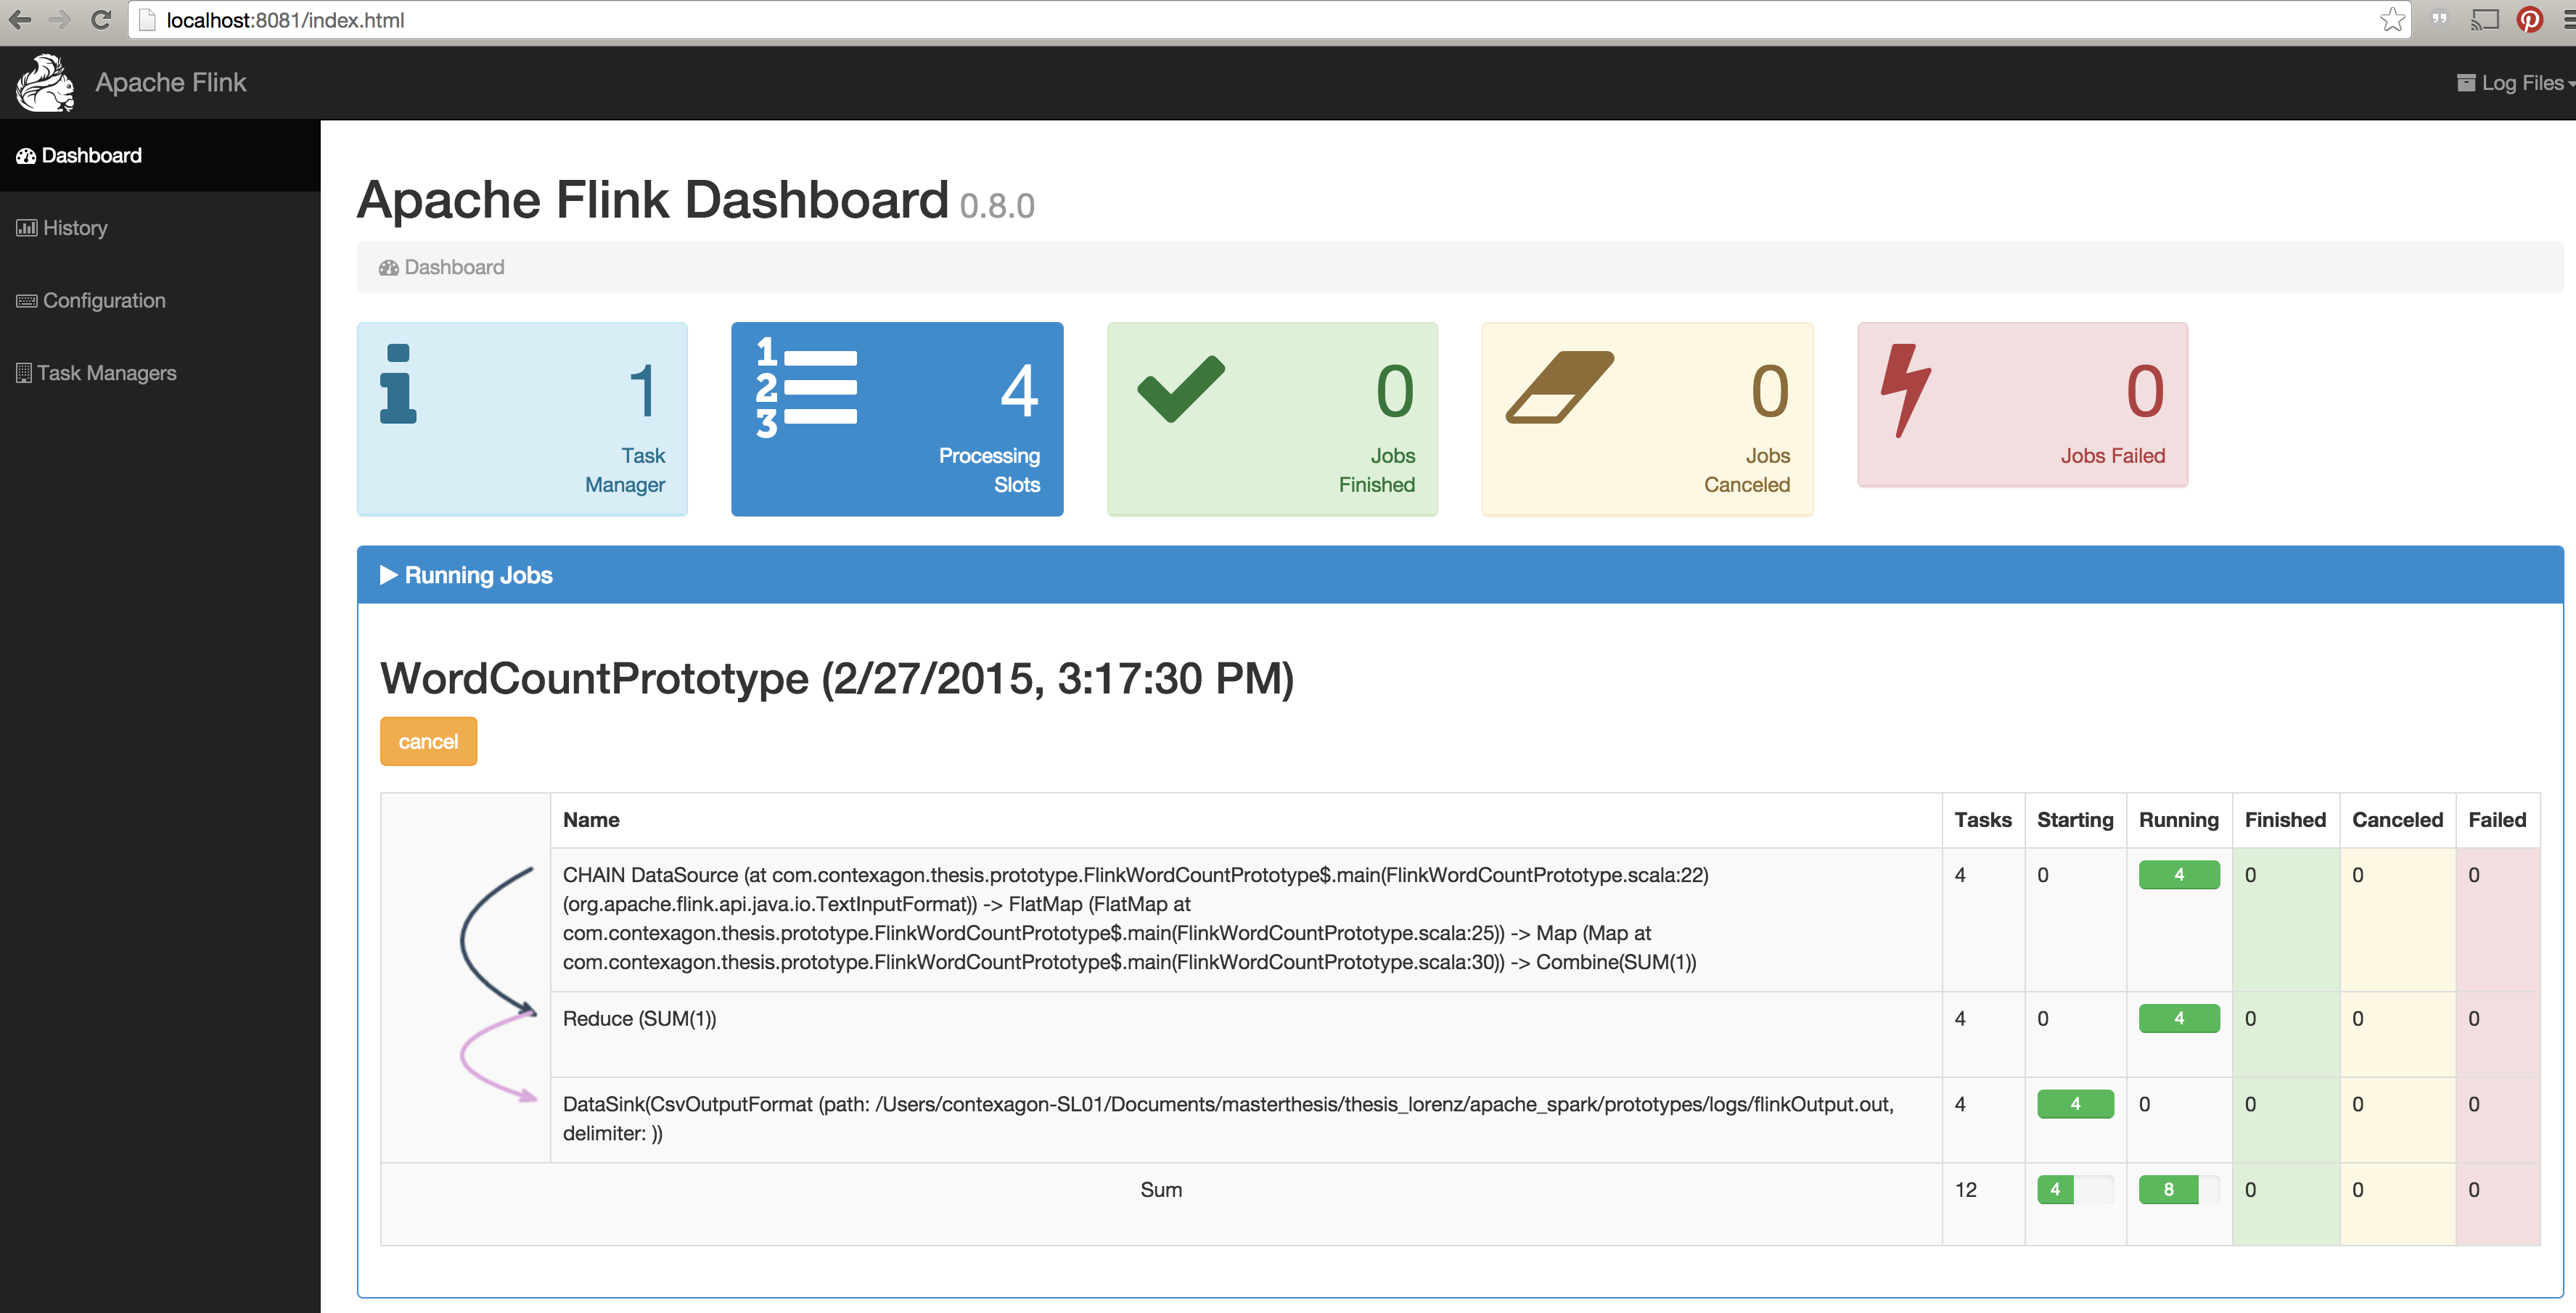 localhost:8081/index.html
Apache Flink
Log Files
Dashboard
History
Configuration
Task Managers
Apache Flink Dashboard 0.8.0
Dashboard
1
Task
Manager
1
2
3
4
Processing
Slots
0
Jobs
Finished
0
Jobs
Canceled
0
Jobs Failed
Running Jobs
WordCountPrototype (2/27/2015, 3:17:30 PM)
cancel
Name Tasks Starting Running Finished Canceled Failed
CHAIN DataSource (at com.contexagon.thesis.prototype.FlinkWordCountPrototype$.main(FlinkWordCountPrototype.scala:22) 4 0 4 0 0 0
(org.apache.flink.api.java.io.TextInputFormat)) -> FlatMap (FlatMap at
com.contexagon.thesis.prototype.FlinkWordCountPrototype$.main(FlinkWordCountPrototype.scala:25)) -> Map (Map at
com.contexagon.thesis.prototype.FlinkWordCountPrototype$.main(FlinkWordCountPrototype.scala:30)) -> Combine(SUM(1))
Reduce (SUM(1)) 4 0 4 0 0 0
DataSink(CsvOutputFormat (path: /Users/contexagon-SL01/Documents/masterthesis/thesis_lorenz/apache_spark/prototypes/logs/flinkOutput.out, 4 4 0 0 0 0
delimiter: ))
Sum 12 4 8 0 0 0